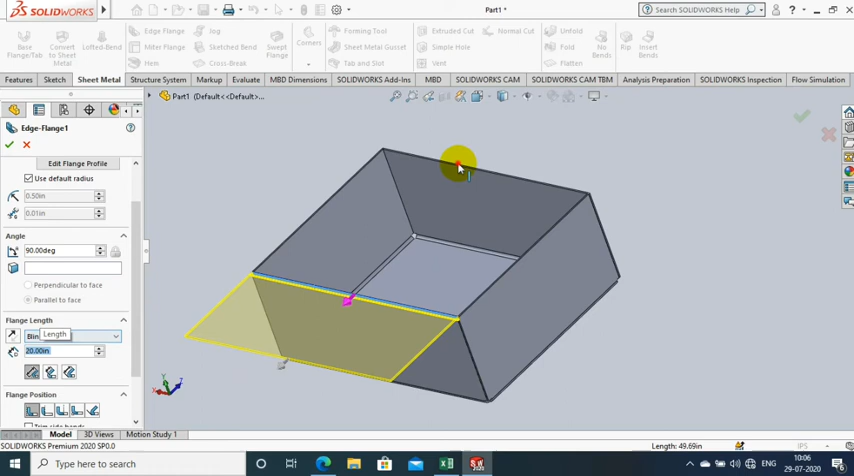 SOLIDWORKS
Part1 *
Search SOLIDWORKS Help
Base
Flange/Tab
Convert
to Sheet
Metal
Lofted-Bend
Edge Flange
Miter Flange
Hem
Jog
Sketched Bend
Cross-Break
Swept
Flange
Corners
Forming Tool
Sheet Metal Gusset
Tab and Slot
Extruded Cut
Simple Hole
Vent
Normal Cut
Unfold
Fold
Flatten
No
Bends
Rip
Insert
Bends
Features
Sketch
Sheet Metal
Structure System
Markup
Evaluate
MBD Dimensions
SOLIDWORKS Add-Ins
MBD
SOLIDWORKS CAM
SOLIDWORKS CAM TBM
Analysis Preparation
SOLIDWORKS Inspection
Flow Simulation
Part1 (Default<<Default>...
Edge-Flange1
Edit Flange Profile
Use default radius
0.50in
0.01in
Angle
90.00deg
Perpendicular to face
Parallel to face
Flange Length
Blin
Length
20.00in
Flange Position
Trim side bends
Model
3D Views
Motion Study 1
SOLIDWORKS Premium 2020 SP0.0
Length: 49.69in
IPS
Type here to search
ENG
10:06
29-07-2020